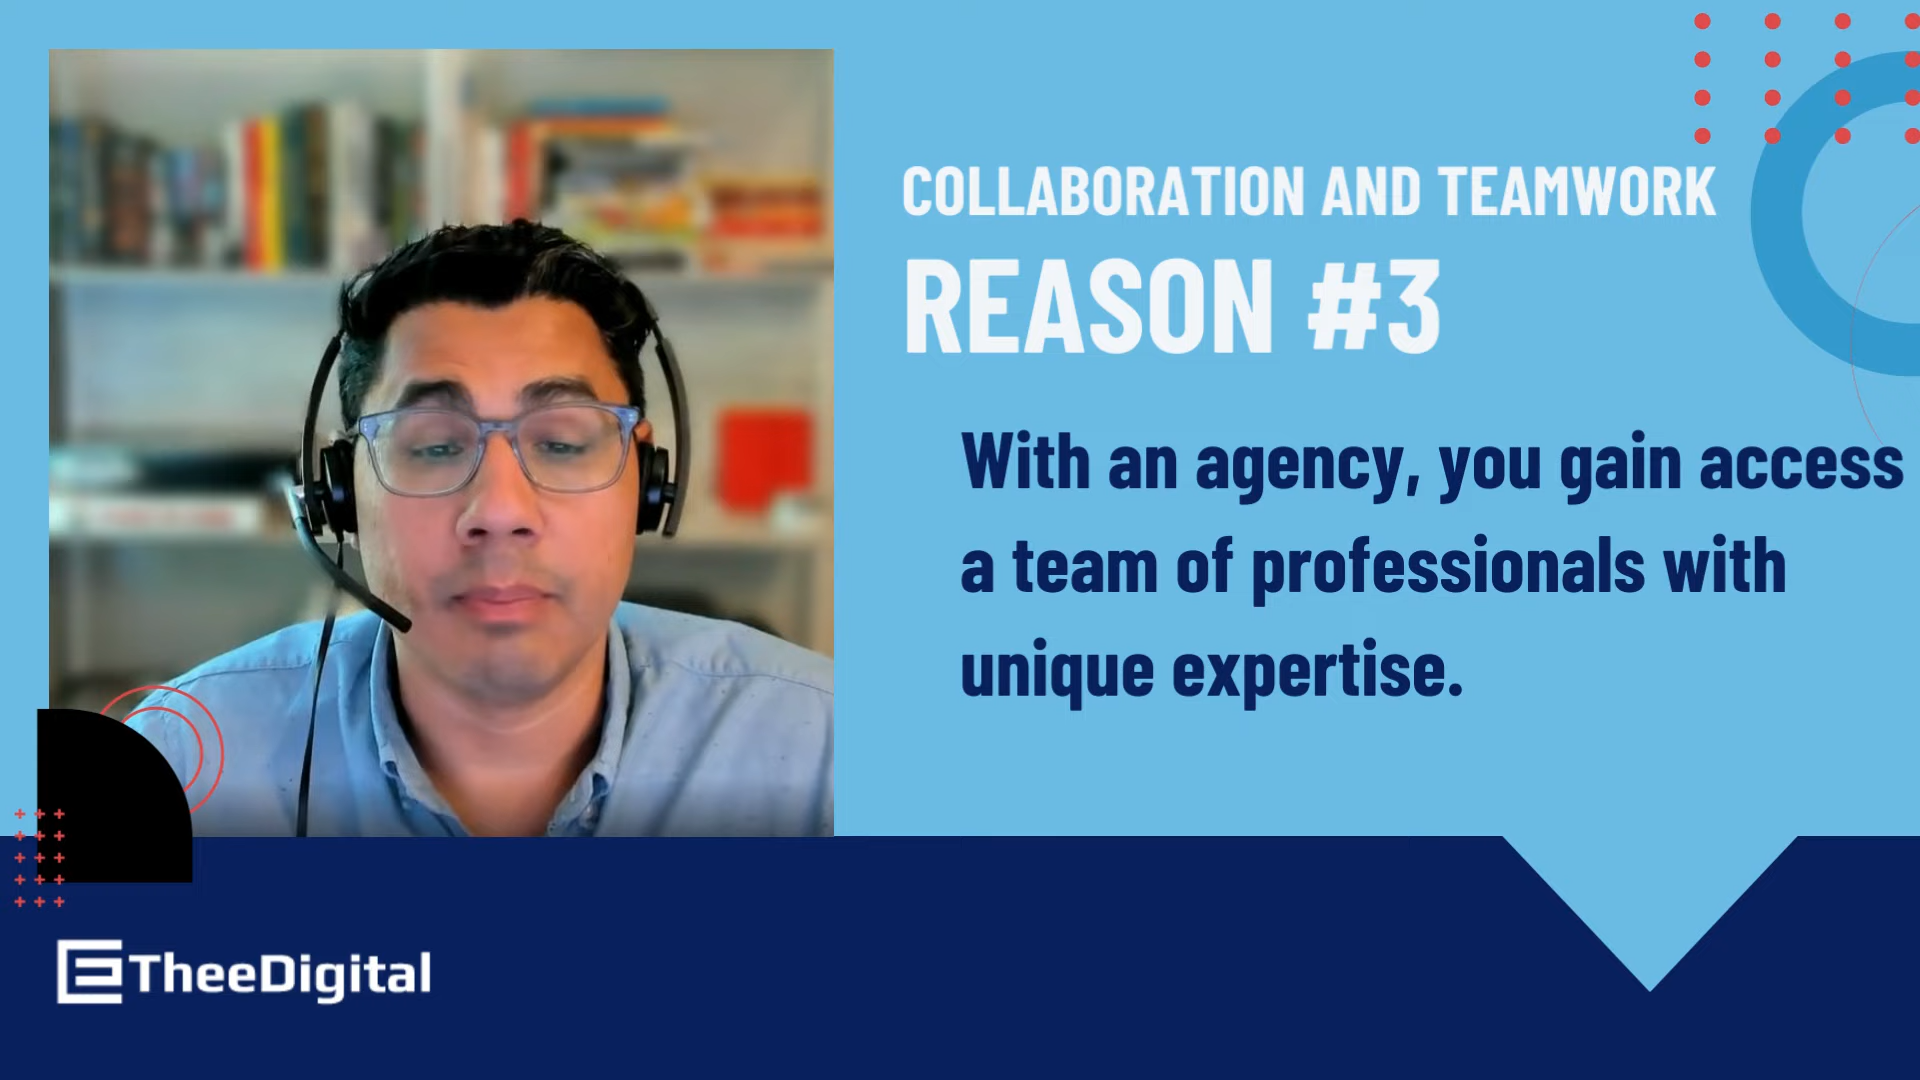 COLLABORATION AND TEAMWORK
REASON #3
With an agency, you gain access
a team of professionals with
unique expertise.
TheeDigital